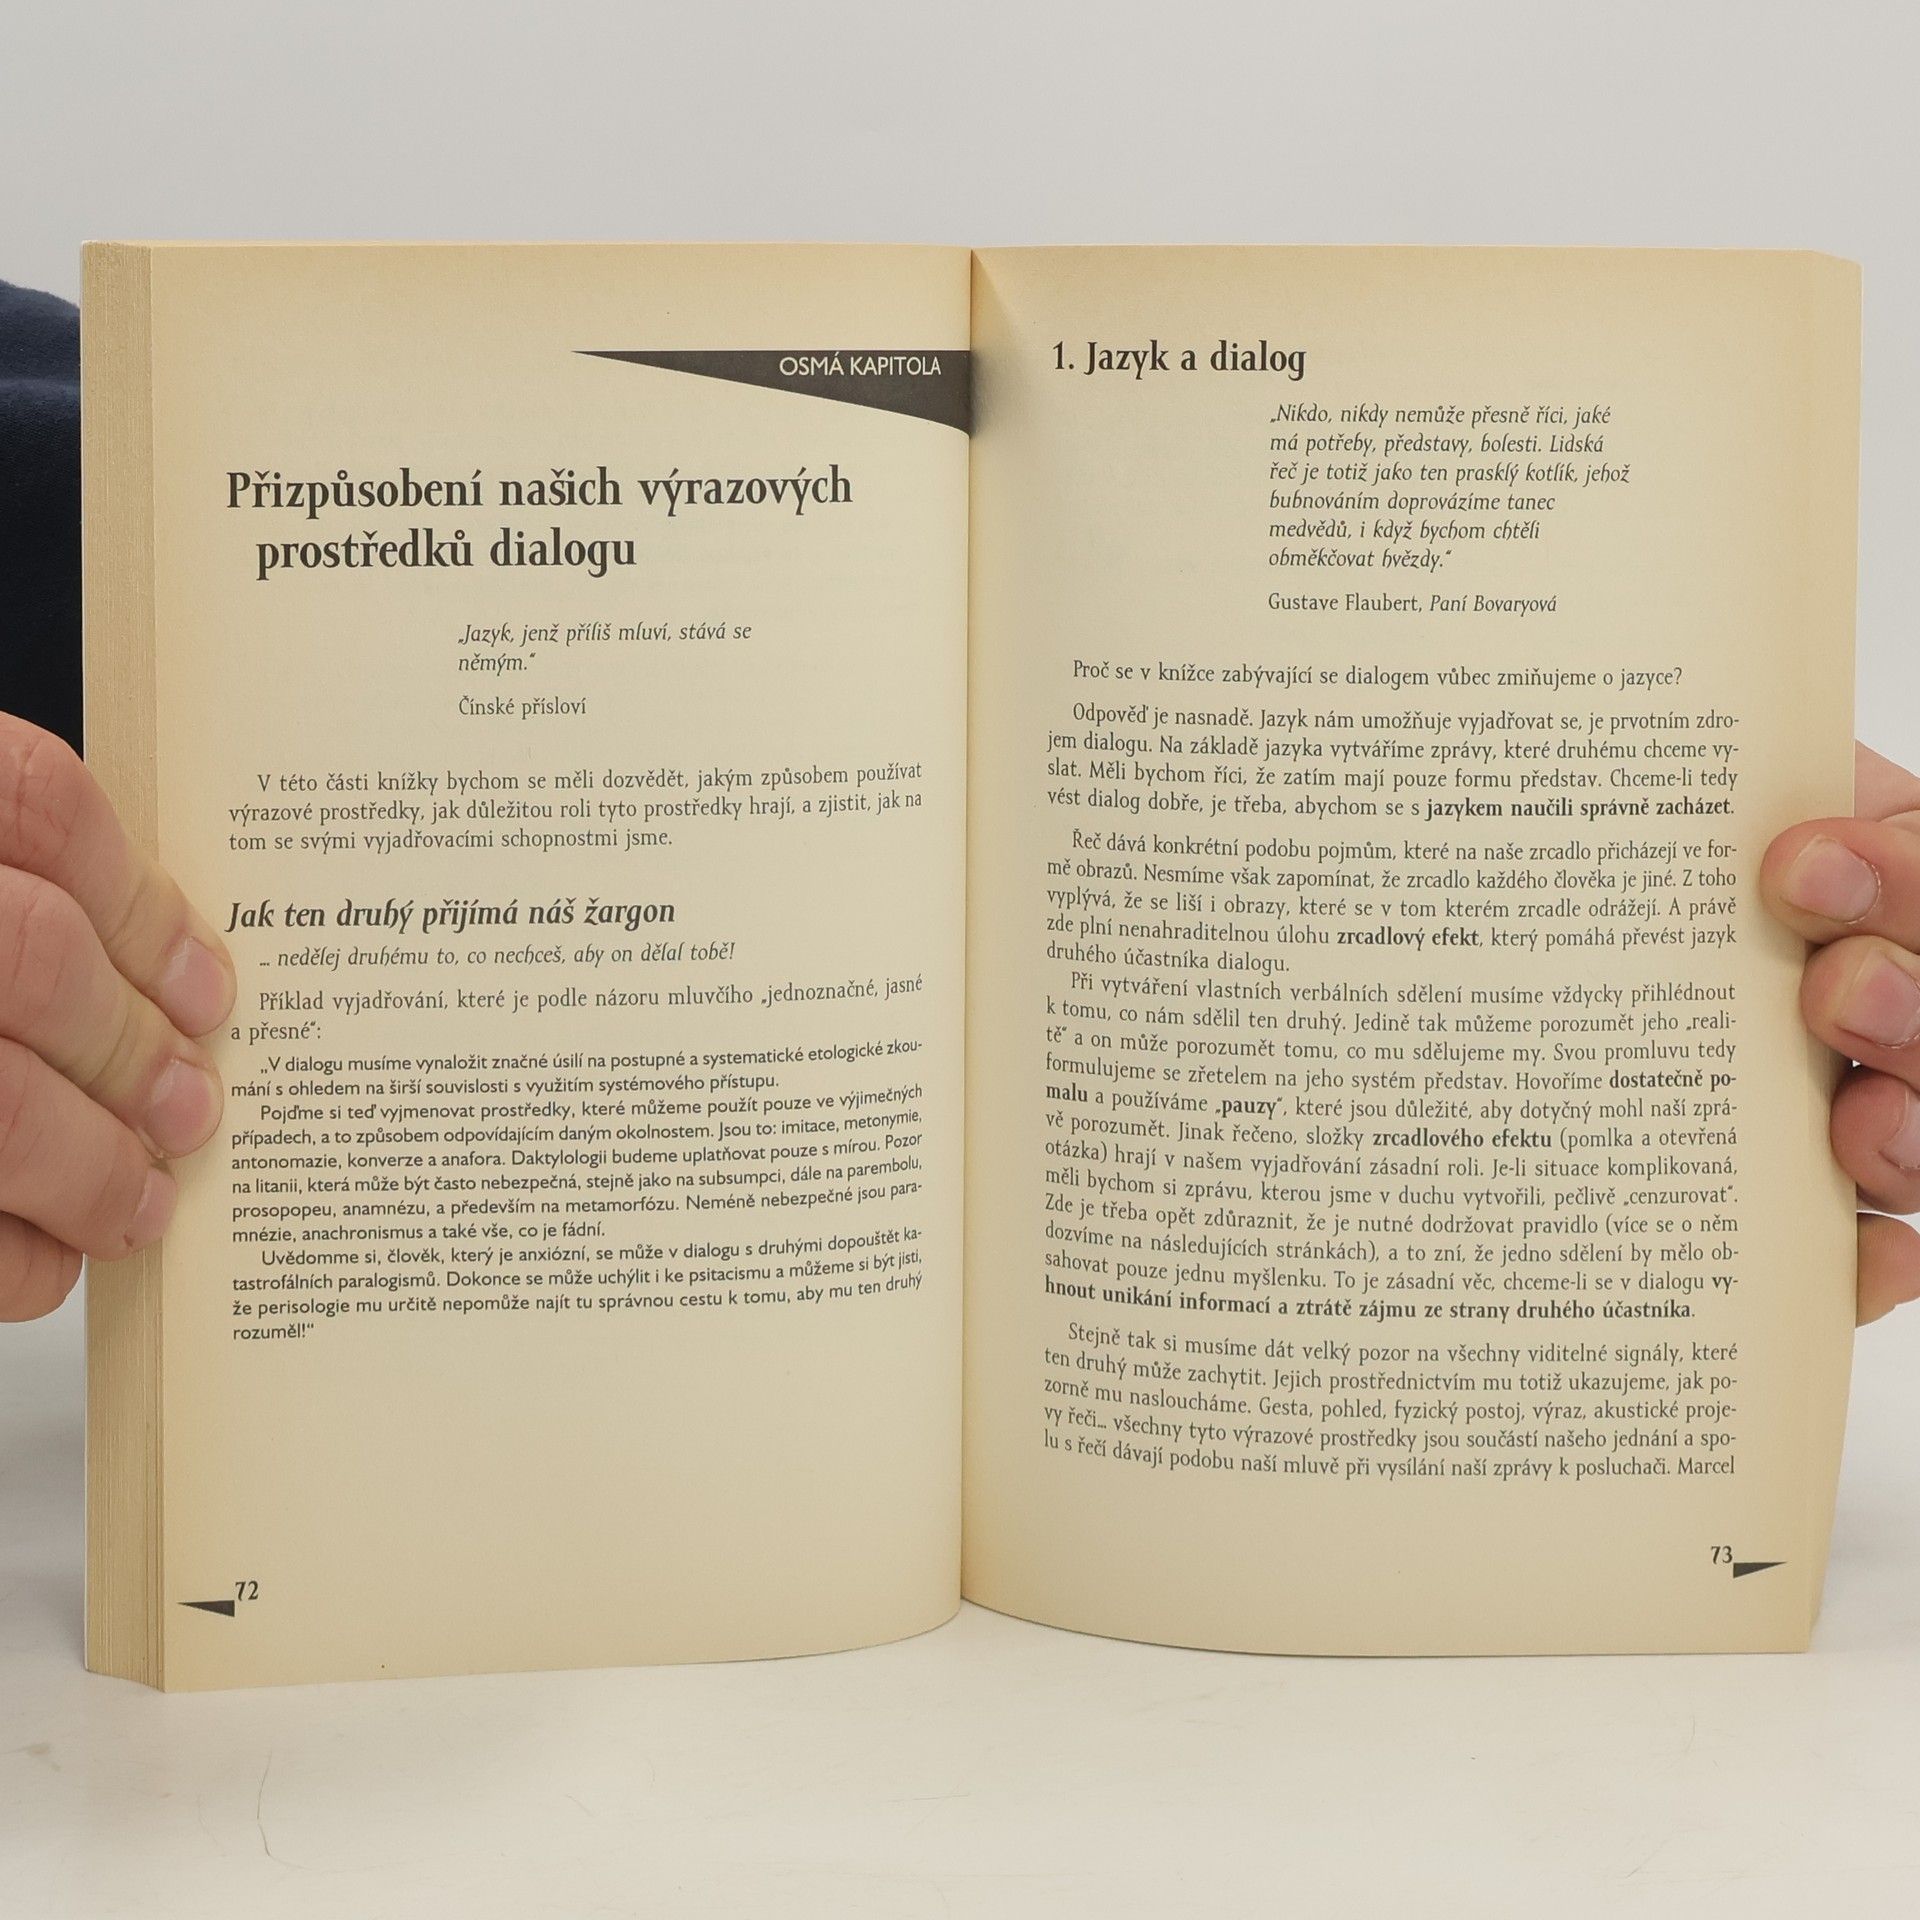 OSMÁ KAPITOLA
Přizpůsobení našich výrazových
prostředků dialogu
„Jazyk, jenž příliš mluví, stává se
němým.“
Čínské přísloví
V této části knížky bychom se měli dozvědět, jakým způsobem používat
výrazové prostředky, jak důležitou roli tyto prostředky hrají, a zjistit, jak na
tom se svými vyjadřovacími schopnostmi jsme.
Jak ten druhý přijímá náš žargon
... nedělej druhému to, co nechceš, aby on dělal tobě!
Příklad vyjadřování, které je podle názoru mluvčího „jednoznačné, jasné
a přesné“:
„V dialogu musíme vynaložit značné úsilí na postupné a systematické etologické zkou-
mání s ohledem na širší souvislosti s využitím systémového přístupu.
Pojďme si teď vyjmenovat prostředky, které můžeme použít pouze ve výjimečných
případech, a to způsobem odpovídajícím daným okolnostem. Jsou to: imitace, metonymie,
antonomazie, konverze a anafora. Daktylologii budeme uplatňovat pouze s mírou. Pozor
na litanii, která může být často nebezpečná, stejně jako na subsumpci, dále na parembolu,
prosopopeu, anamnézu, a především na metamorfózu. Neméně nebezpečné jsou para-
mnézie, anachronismus a také vše, co je fádní.
Uvědomme si, člověk, který je anxiózní, se může v dialogu s druhými dopouštět ka-
tastrofálních paralogismů. Dokonce se může uchýlit i ke psitacismu a můžeme si být jisti,
že perisologie mu určitě nepomůže najít tu správnou cestu k tomu, aby mu ten druhý
rozuměl!“
72
1. Jazyk a dialog
„Nikdo, nikdy nemůže přesně říci, jaké
má potřeby, představy, bolesti. Lidská
řeč je totiž jako ten prasklý kotlík, jehož
bubnováním doprovázíme tanec
medvědů, i když bychom chtěli
obměkčovat hvězdy.“
Gustave Flaubert, Paní Bovaryová
Proč se v knížce zabývající se dialogem vůbec zmiňujeme o jazyce?
Odpověď je nasnadě. Jazyk nám umožňuje vyjadřovat se, je prvotním zdro-
jem dialogu. Na základě jazyka vytváříme zprávy, které druhému chceme vy-
slat. Měli bychom říci, že zatím mají pouze formu představ. Chceme-li tedy
vést dialog dobře, je třeba, abychom se s jazykem naučili správně zacházet.
Řeč dává konkrétní podobu pojmům, které na naše zrcadlo přicházejí ve for-
mě obrazů. Nesmíme však zapomínat, že zrcadlo každého člověka je jiné. Z toho
vyplývá, že se liší i obrazy, které se v tom kterém zrcadle odrážejí. A právě
zde plní nenahraditelnou úlohu zrcadlový efekt, který pomáhá převést jazyk
druhého účastníka dialogu.
Při vytváření vlastních verbálních sdělení musíme vždycky přihlédnout
k tomu, co nám sdělil ten druhý. Jedině tak můžeme porozumět jeho „reali-
tě“ a on může porozumět tomu, co mu sdělujeme my. Svou promluvu tedy
formulujeme se zřetelem na jeho systém představ. Hovoříme dostatečně po-
malu a používáme „pauzy“, které jsou důležité, aby dotyčný mohl naší zprá-
vě porozumět. Jinak řečeno, složky zrcadlového efektu (pomlka a otevřená
otázka) hrají v našem vyjadřování zásadní roli. Je-li situace komplikovaná,
měli bychom si zprávu, kterou jsme v duchu vytvořili, pečlivě „cenzurovat“.
Zde je třeba opět zdůraznit, že je nutné dodržovat pravidlo (více se o něm
dozvíme na následujících stránkách), a to zní, že jedno sdělení by mělo ob-
sahovat pouze jednu myšlenku. To je zásadní věc, chceme-li se v dialogu vy-
hnout unikání informací a ztrátě zájmu ze strany druhého účastníka.
Stejně tak si musíme dát velký pozor na všechny viditelné signály, které
ten druhý může zachytit. Jejich prostřednictvím mu totiž ukazujeme, jak po-
zorně mu nasloucháme. Gesta, pohled, fyzický postoj, výraz, akustické proje-
vy řeči... všechny tyto výrazové prostředky jsou součástí našeho jednání a spo-
lu s řečí dávají podobu naší mluvě při vysílání naší zprávy k posluchači. Marcel
73